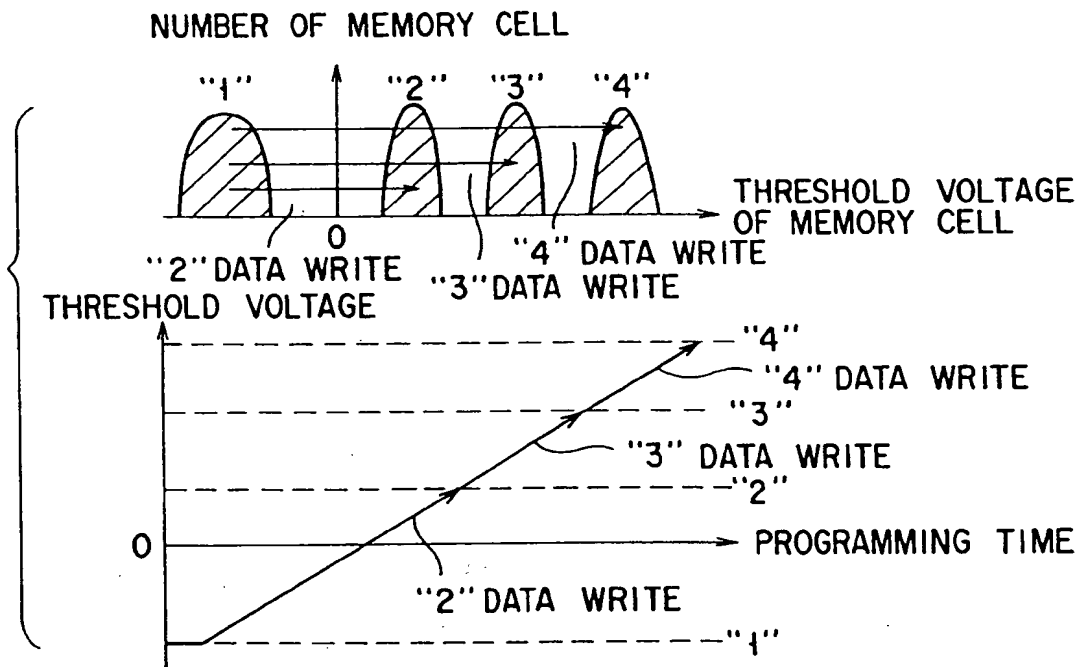 NUMBER OF MEMORY CELL
"1" "2" "3" "4"
THRESHOLD VOLTAGE
OF MEMORY CELL
0
"4" DATA WRITE
"2" DATA WRITE
"3" DATA WRITE
THRESHOLD VOLTAGE
"4"
"4" DATA WRITE
"3"
"3" DATA WRITE
"2"
0
PROGRAMMING TIME
"2" DATA WRITE
"1"